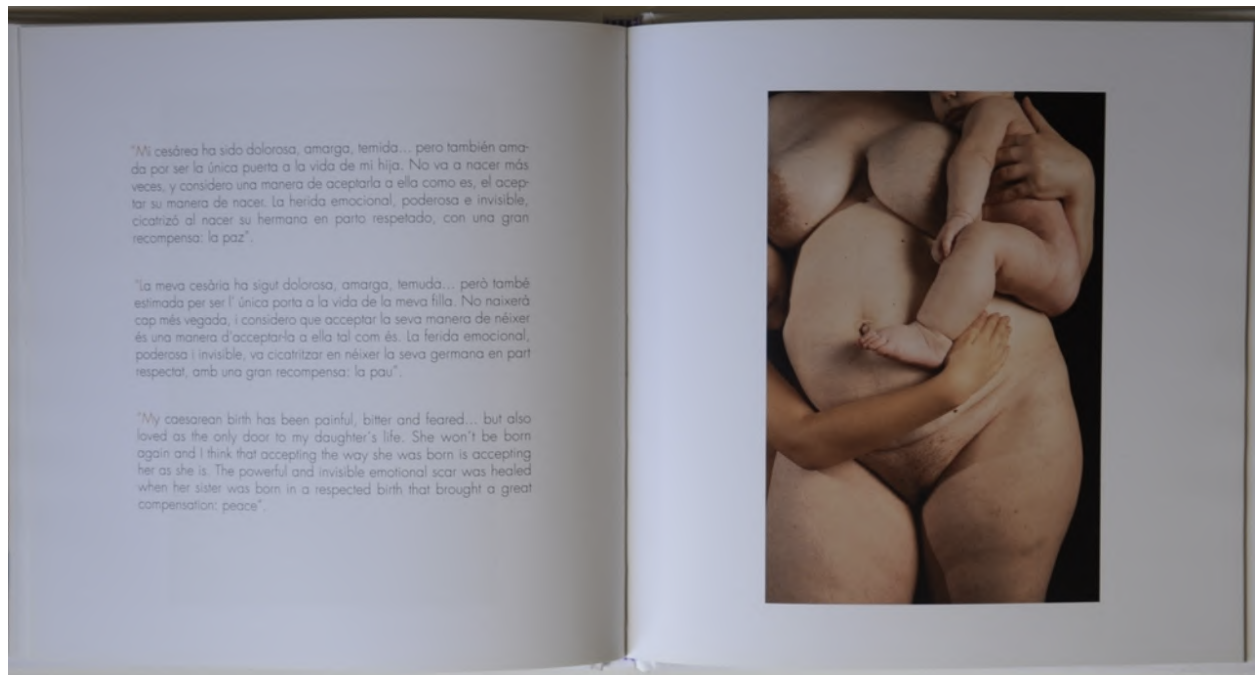 "Mi cesárea ha sido dolorosa, amarga, temida... pero también ama-
da por ser la única puerta a la vida de mi hija. No va a nacer más
veces, y considero una manera de aceptarla a ella como es, el acep-
tar su manera de nacer. La herida emocional, poderosa e invisible,
cicatrizó al nacer su hermana en parto respetado, con una gran
recompensa: la paz".
"La meva cesària ha sigut dolorosa, amarga, temuda... però també
estimada per ser l' única porta a la vida de la meva filla. No naixerà
cap més vegada, i considero que acceptar la seva manera de néixer
és una manera d'acceptar-la a ella tal com és. La ferida emocional,
poderosa i invisible, va cicatritzar en néixer la seva germana en part
respectat, amb una gran recompensa: la pau".
"My caesarean birth has been painful, bitter and feared... but also
loved as the only door to my daughter's life. She won't be born
again and I think that accepting the way she was born is accepting
her as she is. The powerful and invisible emotional scar was healed
when her sister was born in a respected birth that brought a great
compensation: peace".